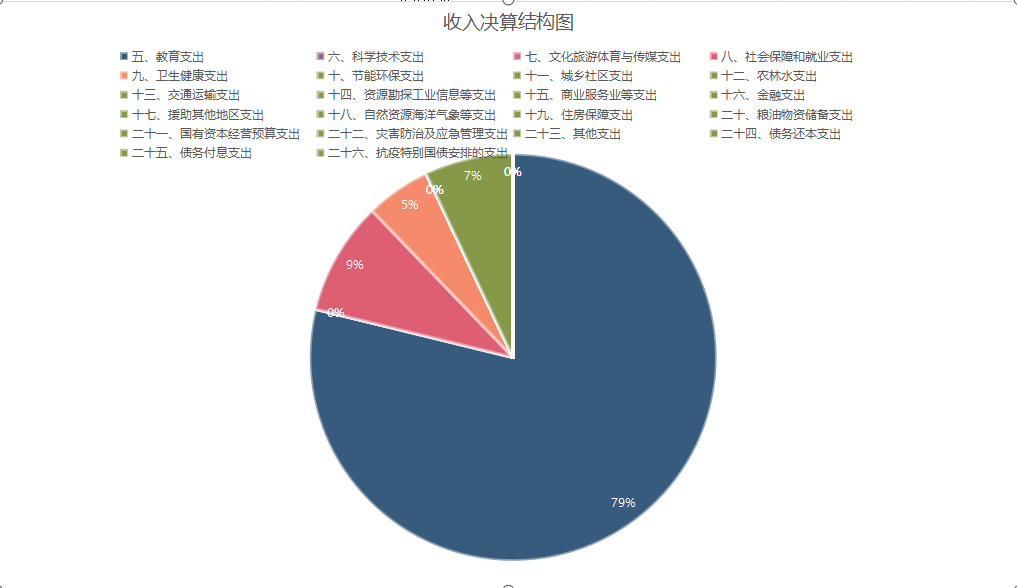 收入决算结构图
五、教育支出 六、科学技术支出 七、文化旅游体育与传媒支出 八、社会保障和就业支出
九、卫生健康支出 十、节能环保支出 十一、城乡社区支出 十二、农林水支出
十三、交通运输支出 十四、资源勘探工业信息等支出 十五、商业服务业等支出 十六、金融支出
十七、援助其他地区支出 十八、自然资源海洋气象等支出 十九、住房保障支出 二十、粮油物资储备支出
二十一、国有资本经营预算支出 二十二、灾害防治及应急管理支出 二十三、其他支出 二十四、债务还本支出
二十五、债务付息支出 二十六、抗疫特别国债安排的支出
0%
7%
0%
5%
9%
0%
79%